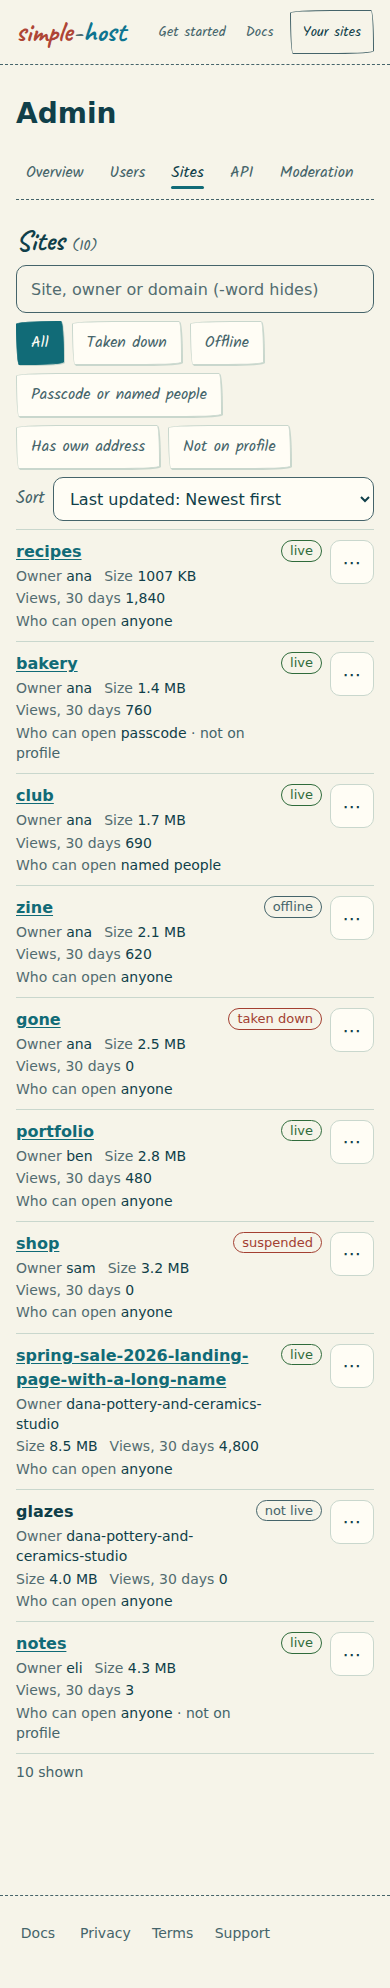 simple-host Get started Docs Your sites
Admin
Overview Users Sites API Moderation
Sites (10)
Site, owner or domain (-word hides)
All Taken down Offline
Passcode or named people
Has own address Not on profile
Sort Last updated: Newest first
recipes live ...
Owner ana Size 1007 KB
Views, 30 days 1,840
Who can open anyone
bakery live ...
Owner ana Size 1.4 MB
Views, 30 days 760
Who can open passcode · not on
profile
club live ...
Owner ana Size 1.7 MB
Views, 30 days 690
Who can open named people
zine offline ...
Owner ana Size 2.1 MB
Views, 30 days 620
Who can open anyone
gone taken down ...
Owner ana Size 2.5 MB
Views, 30 days 0
Who can open anyone
portfolio live ...
Owner ben Size 2.8 MB
Views, 30 days 480
Who can open anyone
shop suspended ...
Owner sam Size 3.2 MB
Views, 30 days 0
Who can open anyone
spring-sale-2026-landing- live ...
page-with-a-long-name
Owner dana-pottery-and-ceramics-
studio
Size 8.5 MB Views, 30 days 4,800
Who can open anyone
glazes not live ...
Owner dana-pottery-and-
ceramics-studio
Size 4.0 MB Views, 30 days 0
Who can open anyone
notes live ...
Owner eli Size 4.3 MB
Views, 30 days 3
Who can open anyone · not on
profile
10 shown
Docs Privacy Terms Support